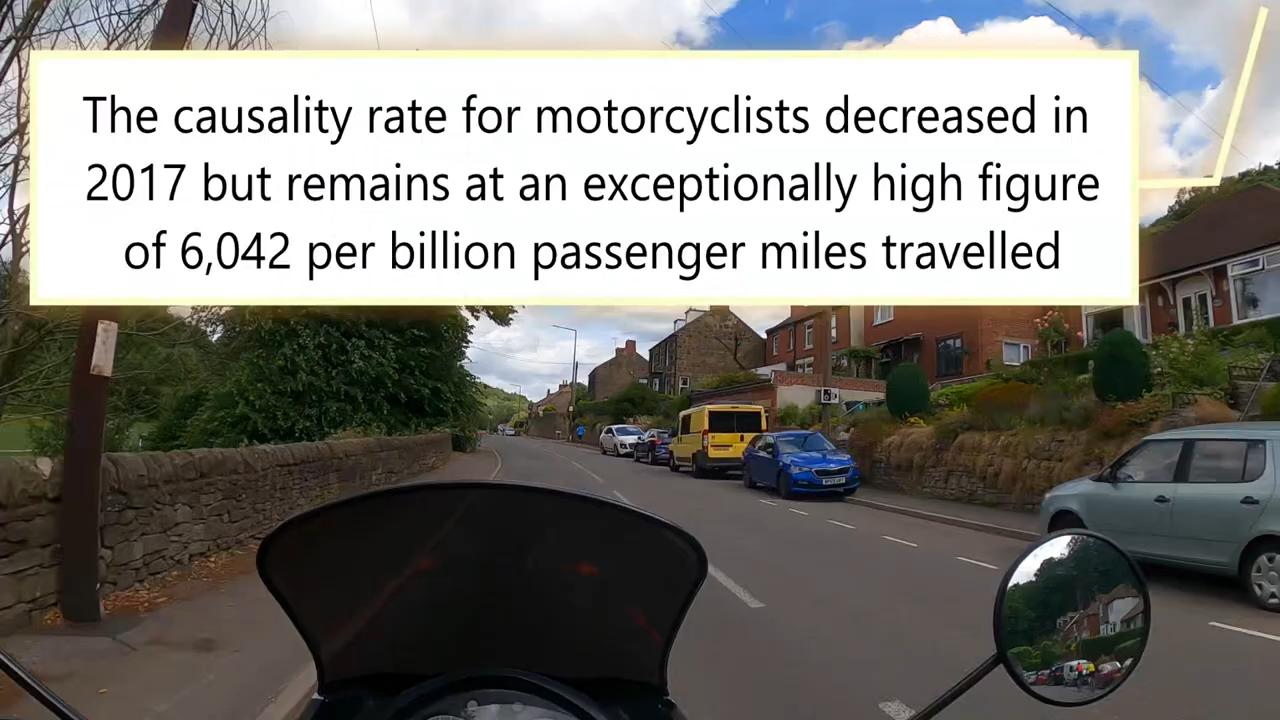 The causality rate for motorcyclists decreased in
2017 but remains at an exceptionally high figure
of 6,042 per billion passenger miles travelled